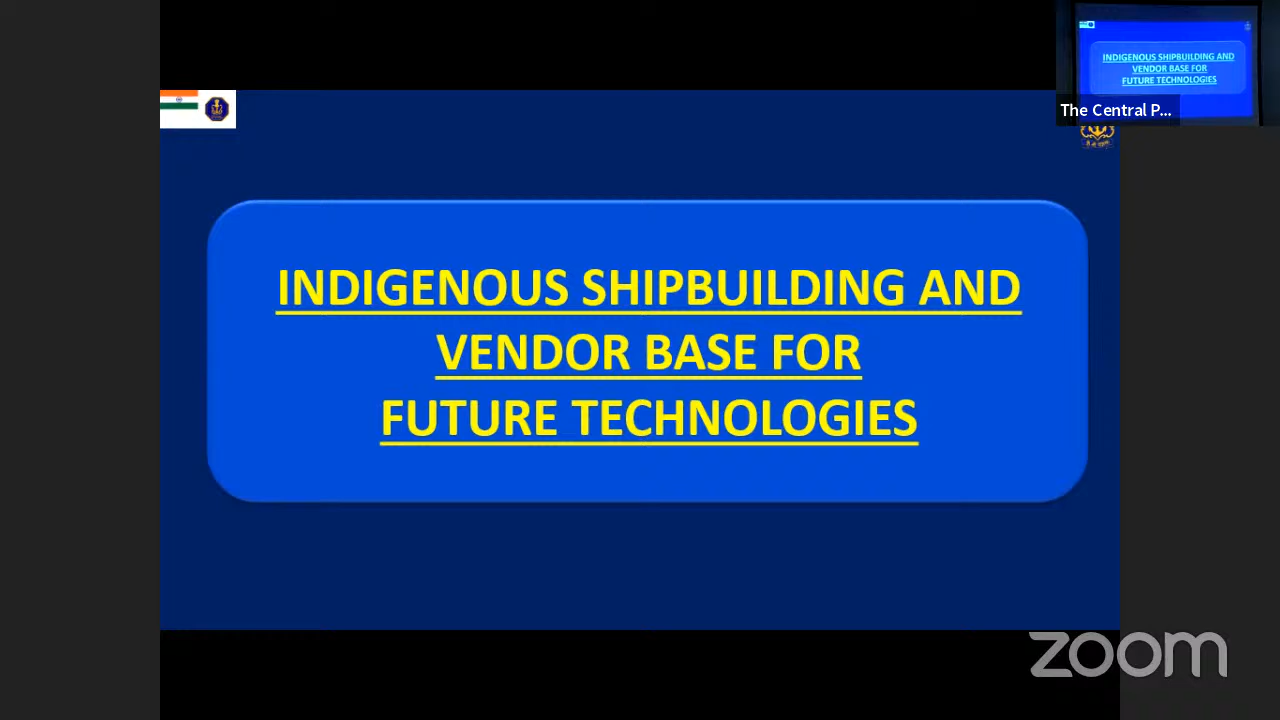 INDIGENOUS SHIPBUILDING AND
VENDOR BASE FOR
FUTURE TECHNOLOGIES
The Central P...
INDIGENOUS SHIPBUILDING AND
VENDOR BASE FOR
FUTURE TECHNOLOGIES
zoom